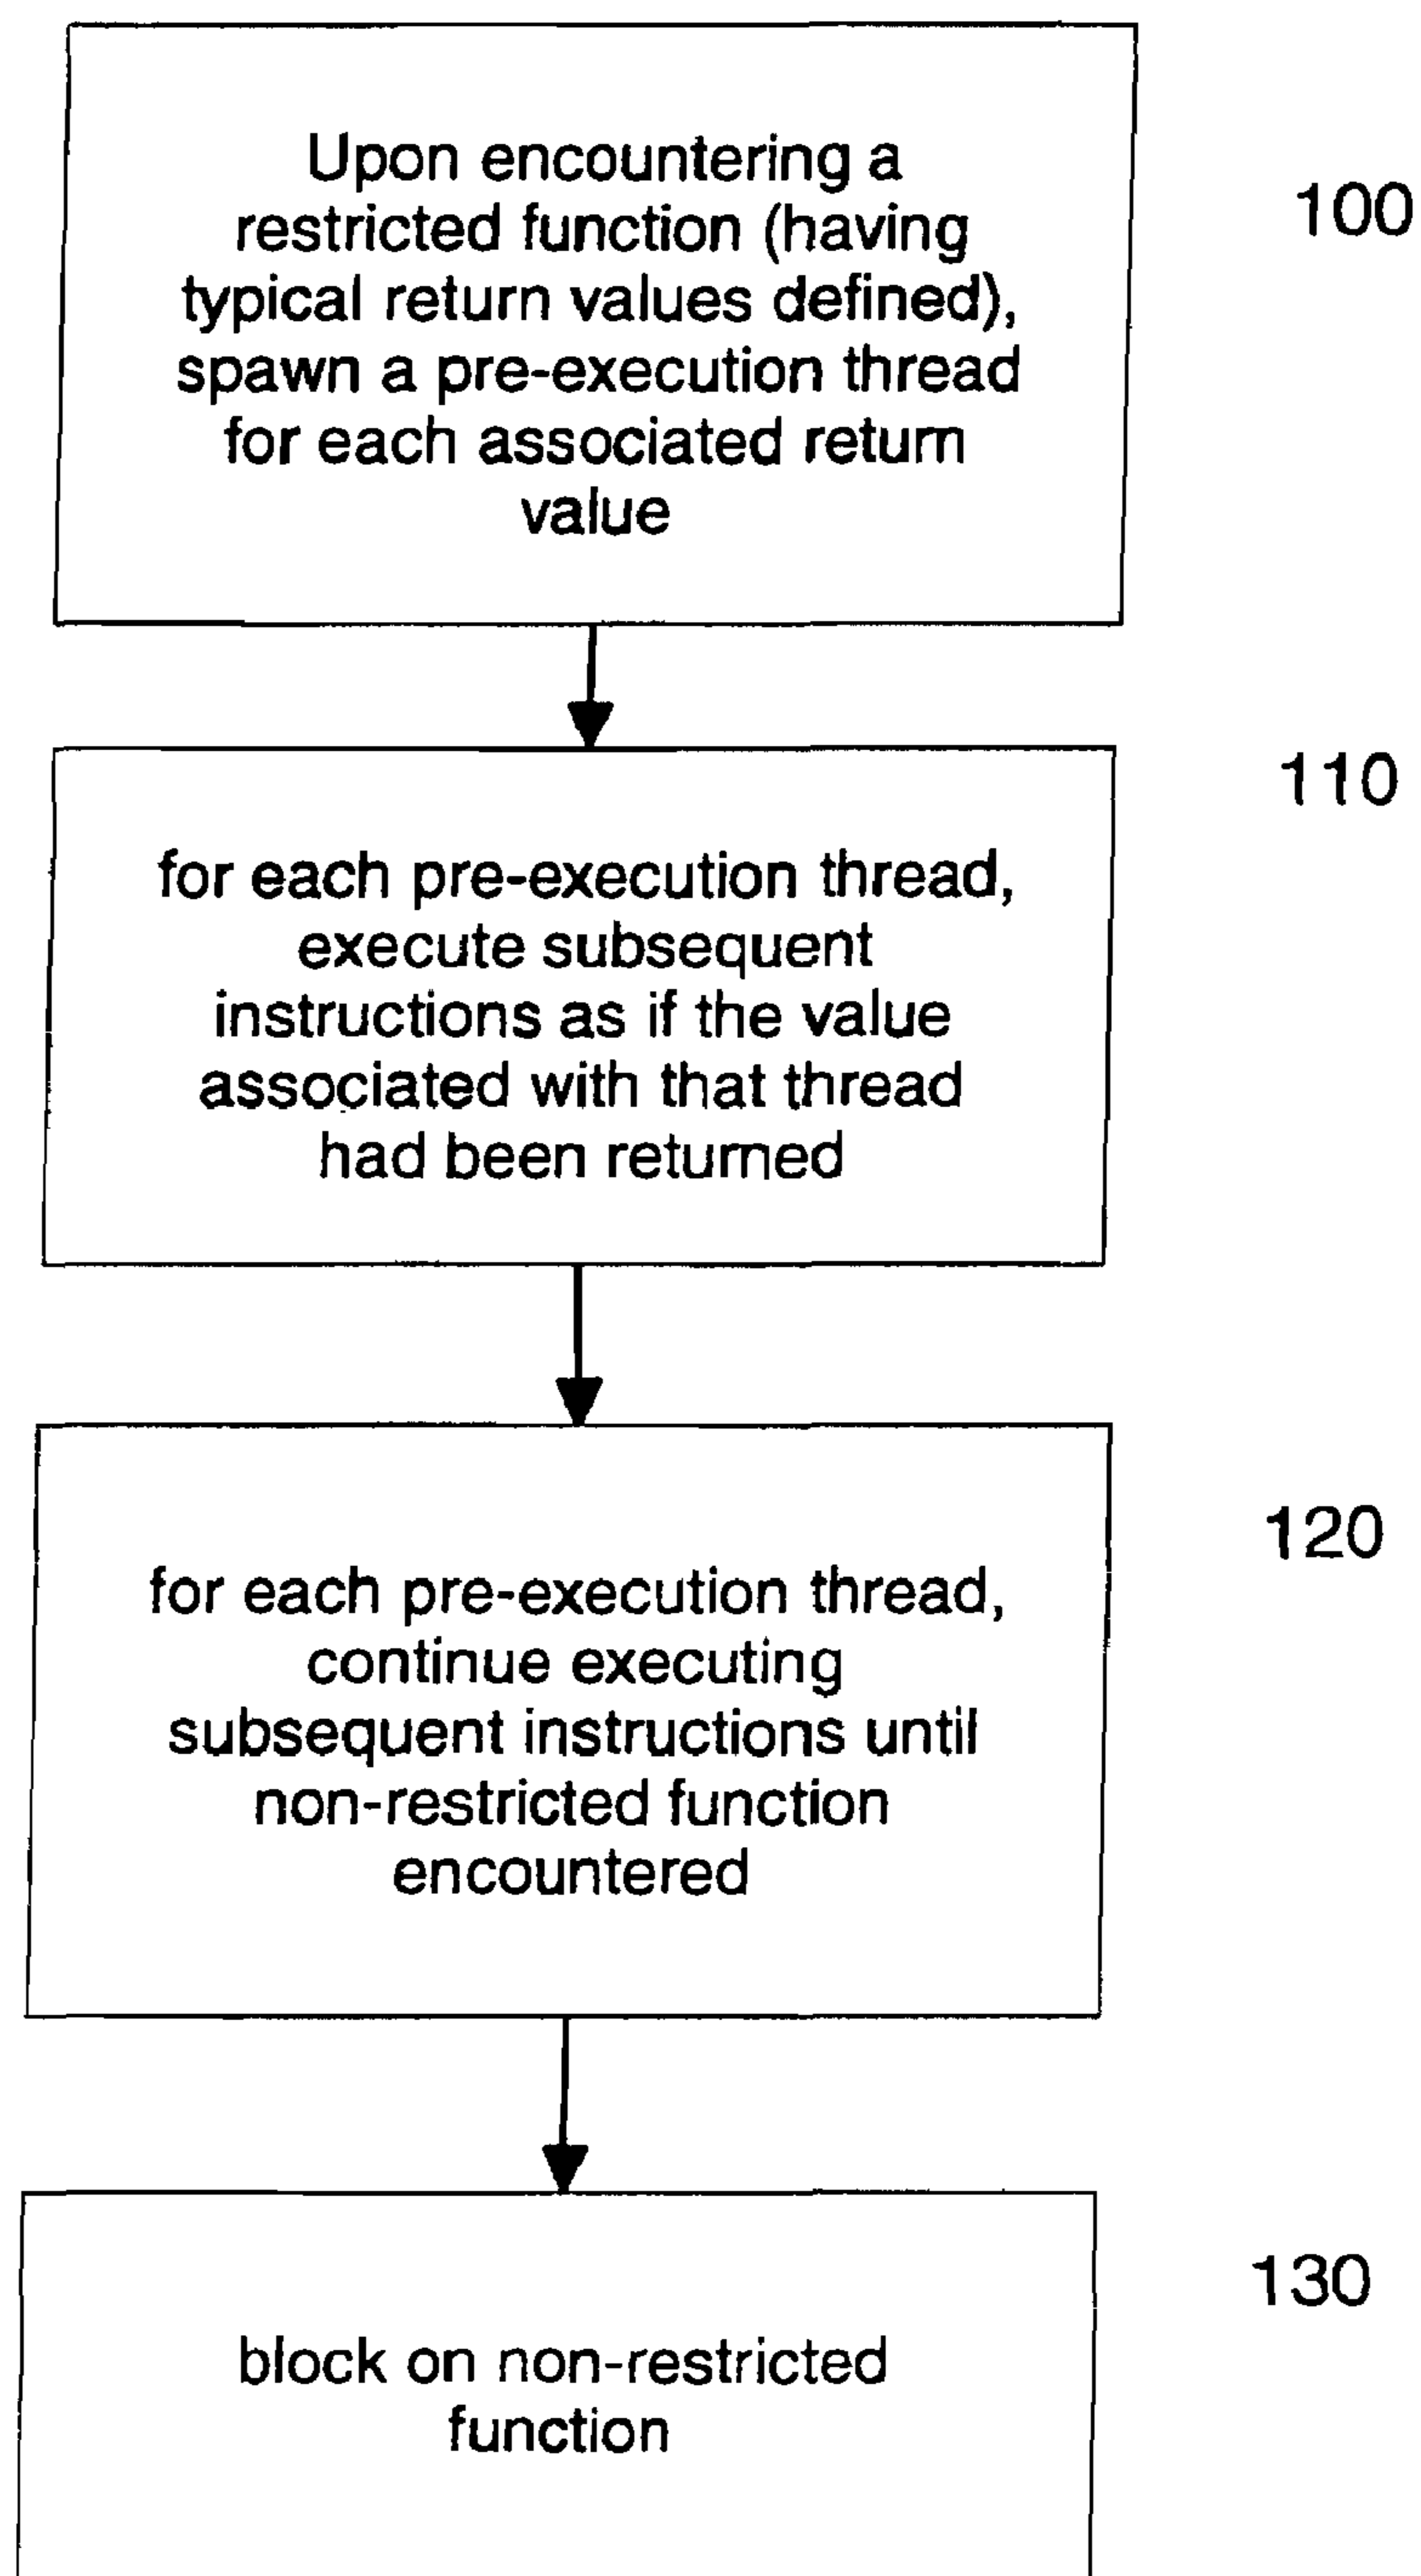 Upon encountering a
restricted function (having
typical return values defined),
spawn a pre-execution thread
for each associated return
value
100
for each pre-execution thread,
execute subsequent
instructions as if the value
associated with that thread
had been returned
110
for each pre-execution thread,
continue executing
subsequent instructions until
non-restricted function
encountered
120
block on non-restricted
function
130